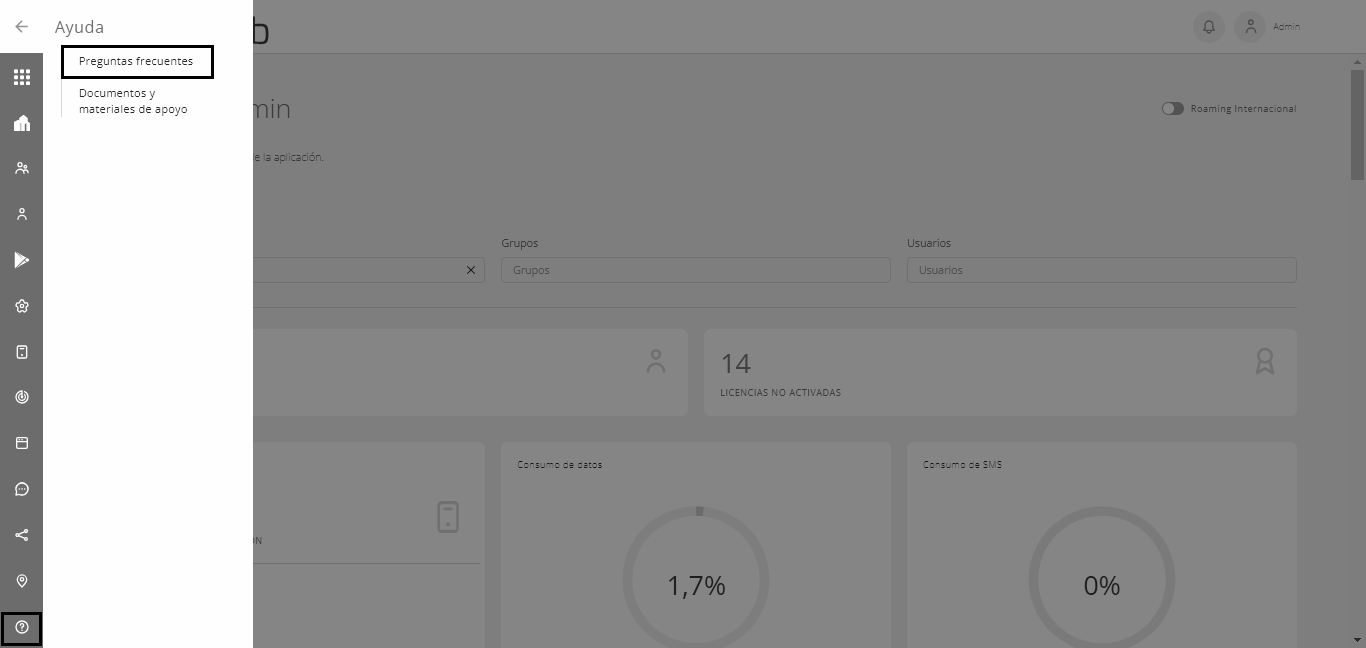 Ayuda
Preguntas frecuentes
Documentos y
materiales de apoyo
b
Admin
min
Roaming Internacional
e la aplicación.
Grupos
Usuarios
Grupos
Usuarios
14
LICENCIAS NO ACTIVADAS
Consumo de datos
Consumo de SMS
ON
1,7%
0%